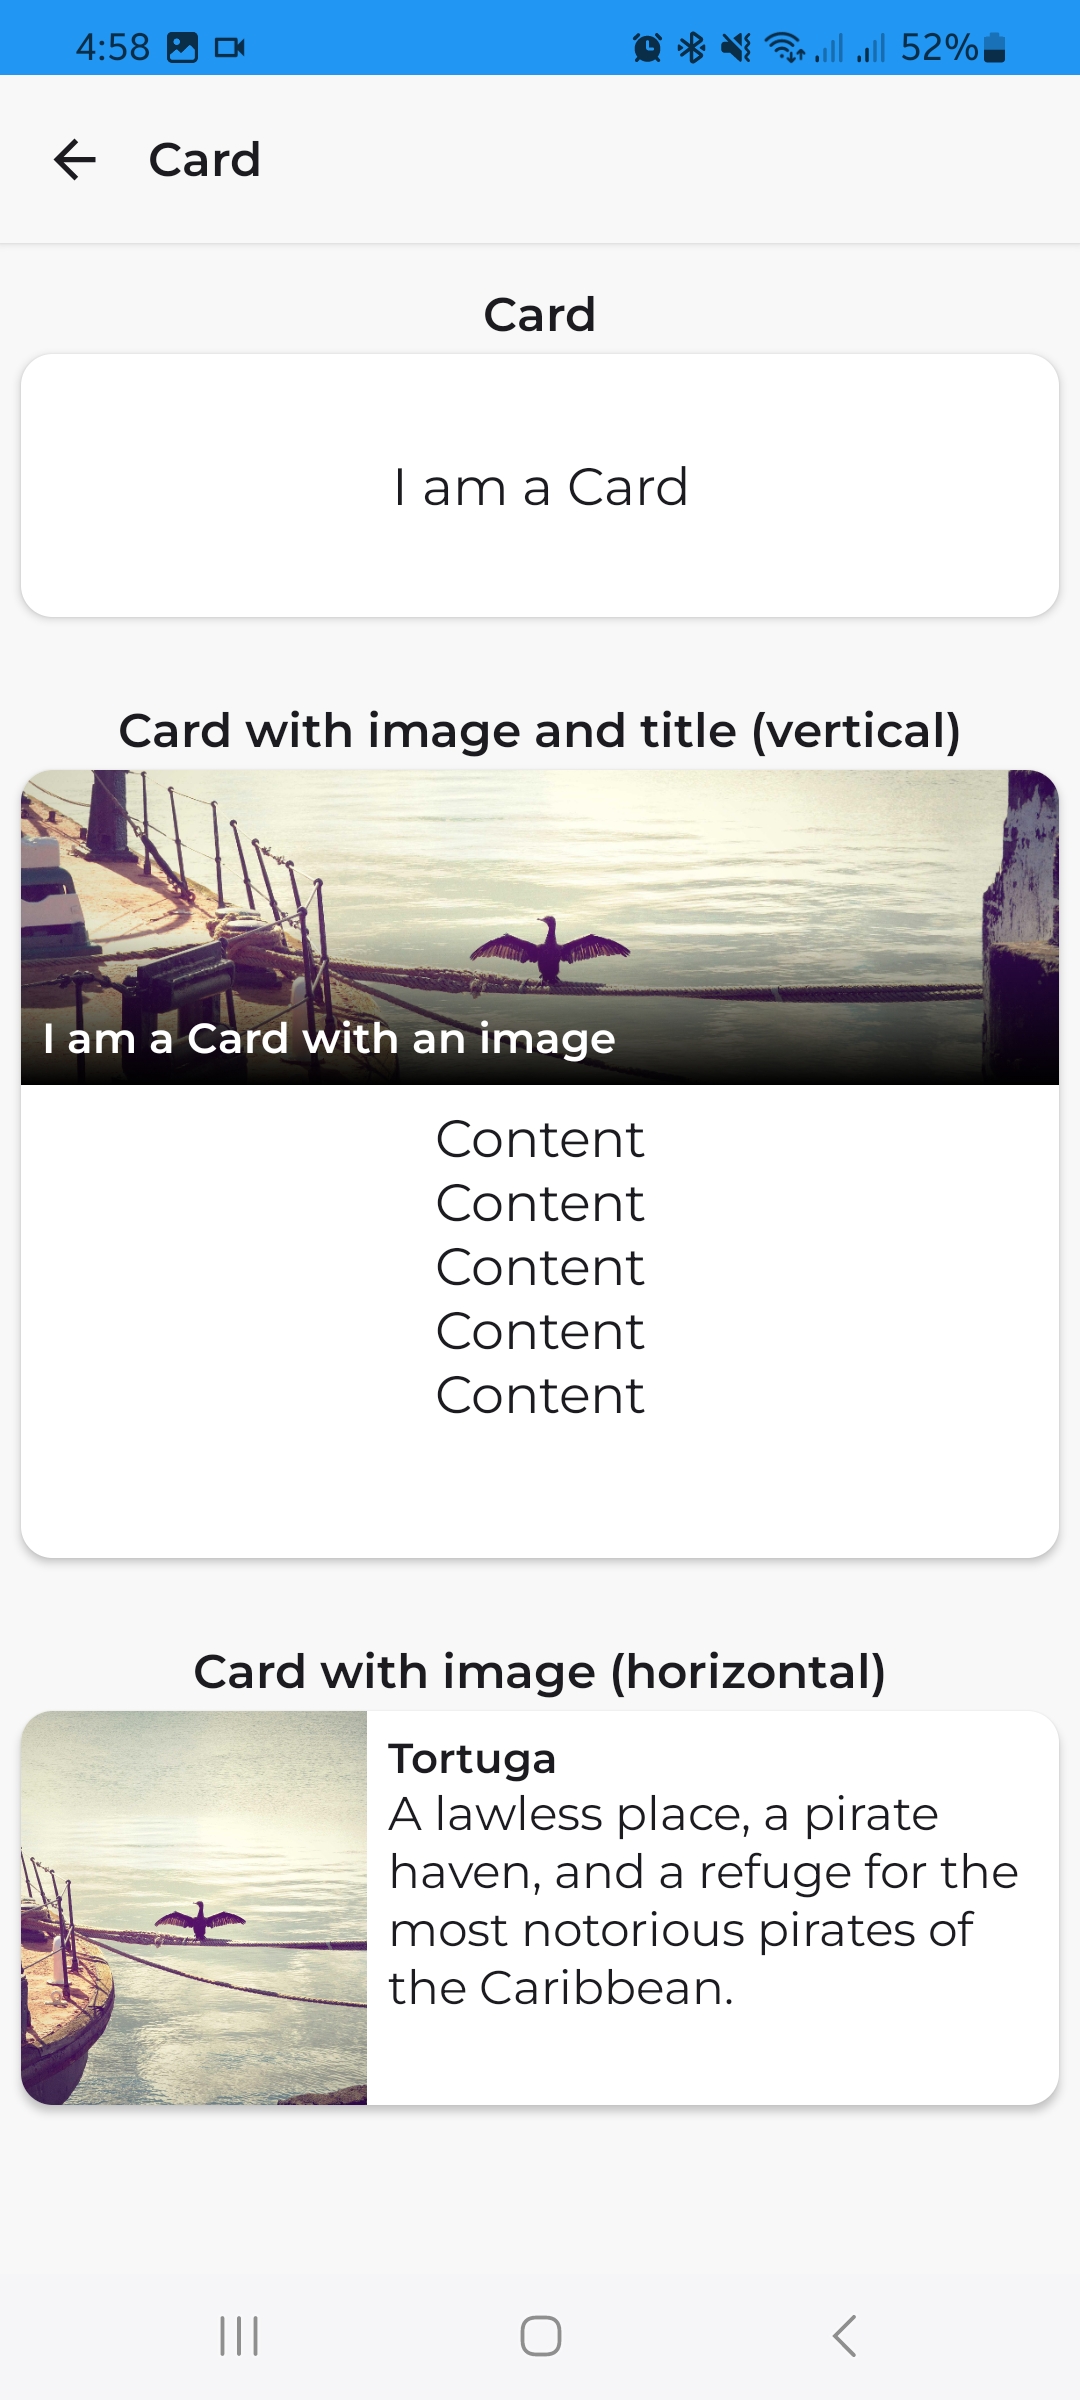 4:58 52%
Card
Card
I am a Card
Card with image and title (vertical)
I am a Card with an image
Content
Content
Content
Content
Content
Card with image (horizontal)
Tortuga
A lawless place, a pirate
haven, and a refuge for the
most notorious pirates of
the Caribbean.